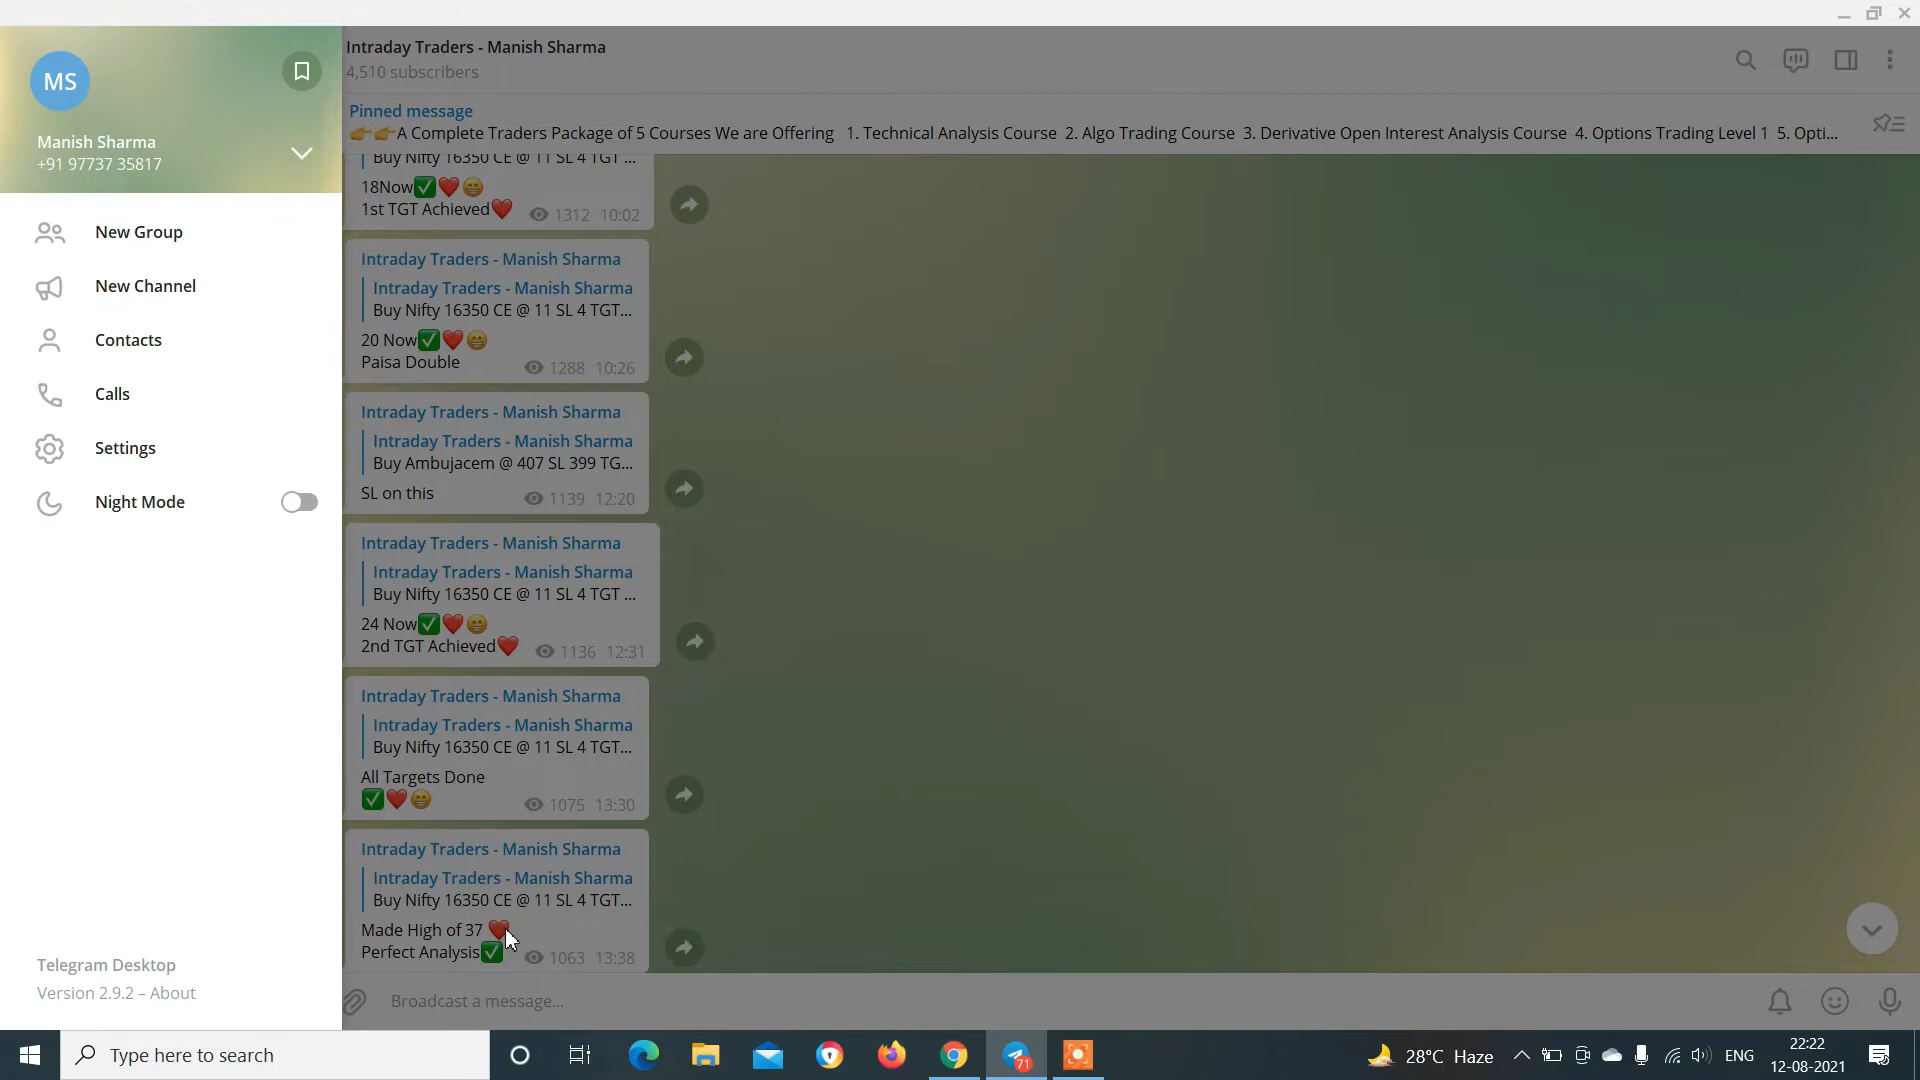 Intraday Traders - Manish Sharma
4,510 subscribers
MS
Manish Sharma
+91 97737 35817
New Group
New Channel
Contacts
Calls
Settings
Night Mode
Telegram Desktop
Version 2.9.2 – About
Pinned message
👉👉A Complete Traders Package of 5 Courses We are Offering 1. Technical Analysis Course 2. Algo Trading Course 3. Derivative Open Interest Analysis Course 4. Options Trading Level 1 5. Opti...
Buy Nifty 16350 CE @ 11 SL 4 TGT ...
18Now✅❤️😁
1st TGT Achieved❤️ 1312 10:02
Intraday Traders - Manish Sharma
Intraday Traders - Manish Sharma
Buy Nifty 16350 CE @ 11 SL 4 TGT...
20 Now✅❤️😁
Paisa Double 1288 10:26
Intraday Traders - Manish Sharma
Intraday Traders - Manish Sharma
Buy Ambujacem @ 407 SL 399 TG...
SL on this 1139 12:20
Intraday Traders - Manish Sharma
Intraday Traders - Manish Sharma
Buy Nifty 16350 CE @ 11 SL 4 TGT ...
24 Now✅❤️😁
2nd TGT Achieved❤️ 1136 12:31
Intraday Traders - Manish Sharma
Intraday Traders - Manish Sharma
Buy Nifty 16350 CE @ 11 SL 4 TGT...
All Targets Done
✅❤️😁 1075 13:30
Intraday Traders - Manish Sharma
Intraday Traders - Manish Sharma
Buy Nifty 16350 CE @ 11 SL 4 TGT...
Made High of 37 ❤️
Perfect Analysis✅ 1063 13:38
Broadcast a message...
Type here to search
71
28°C Haze
ENG
22:22
12-08-2021